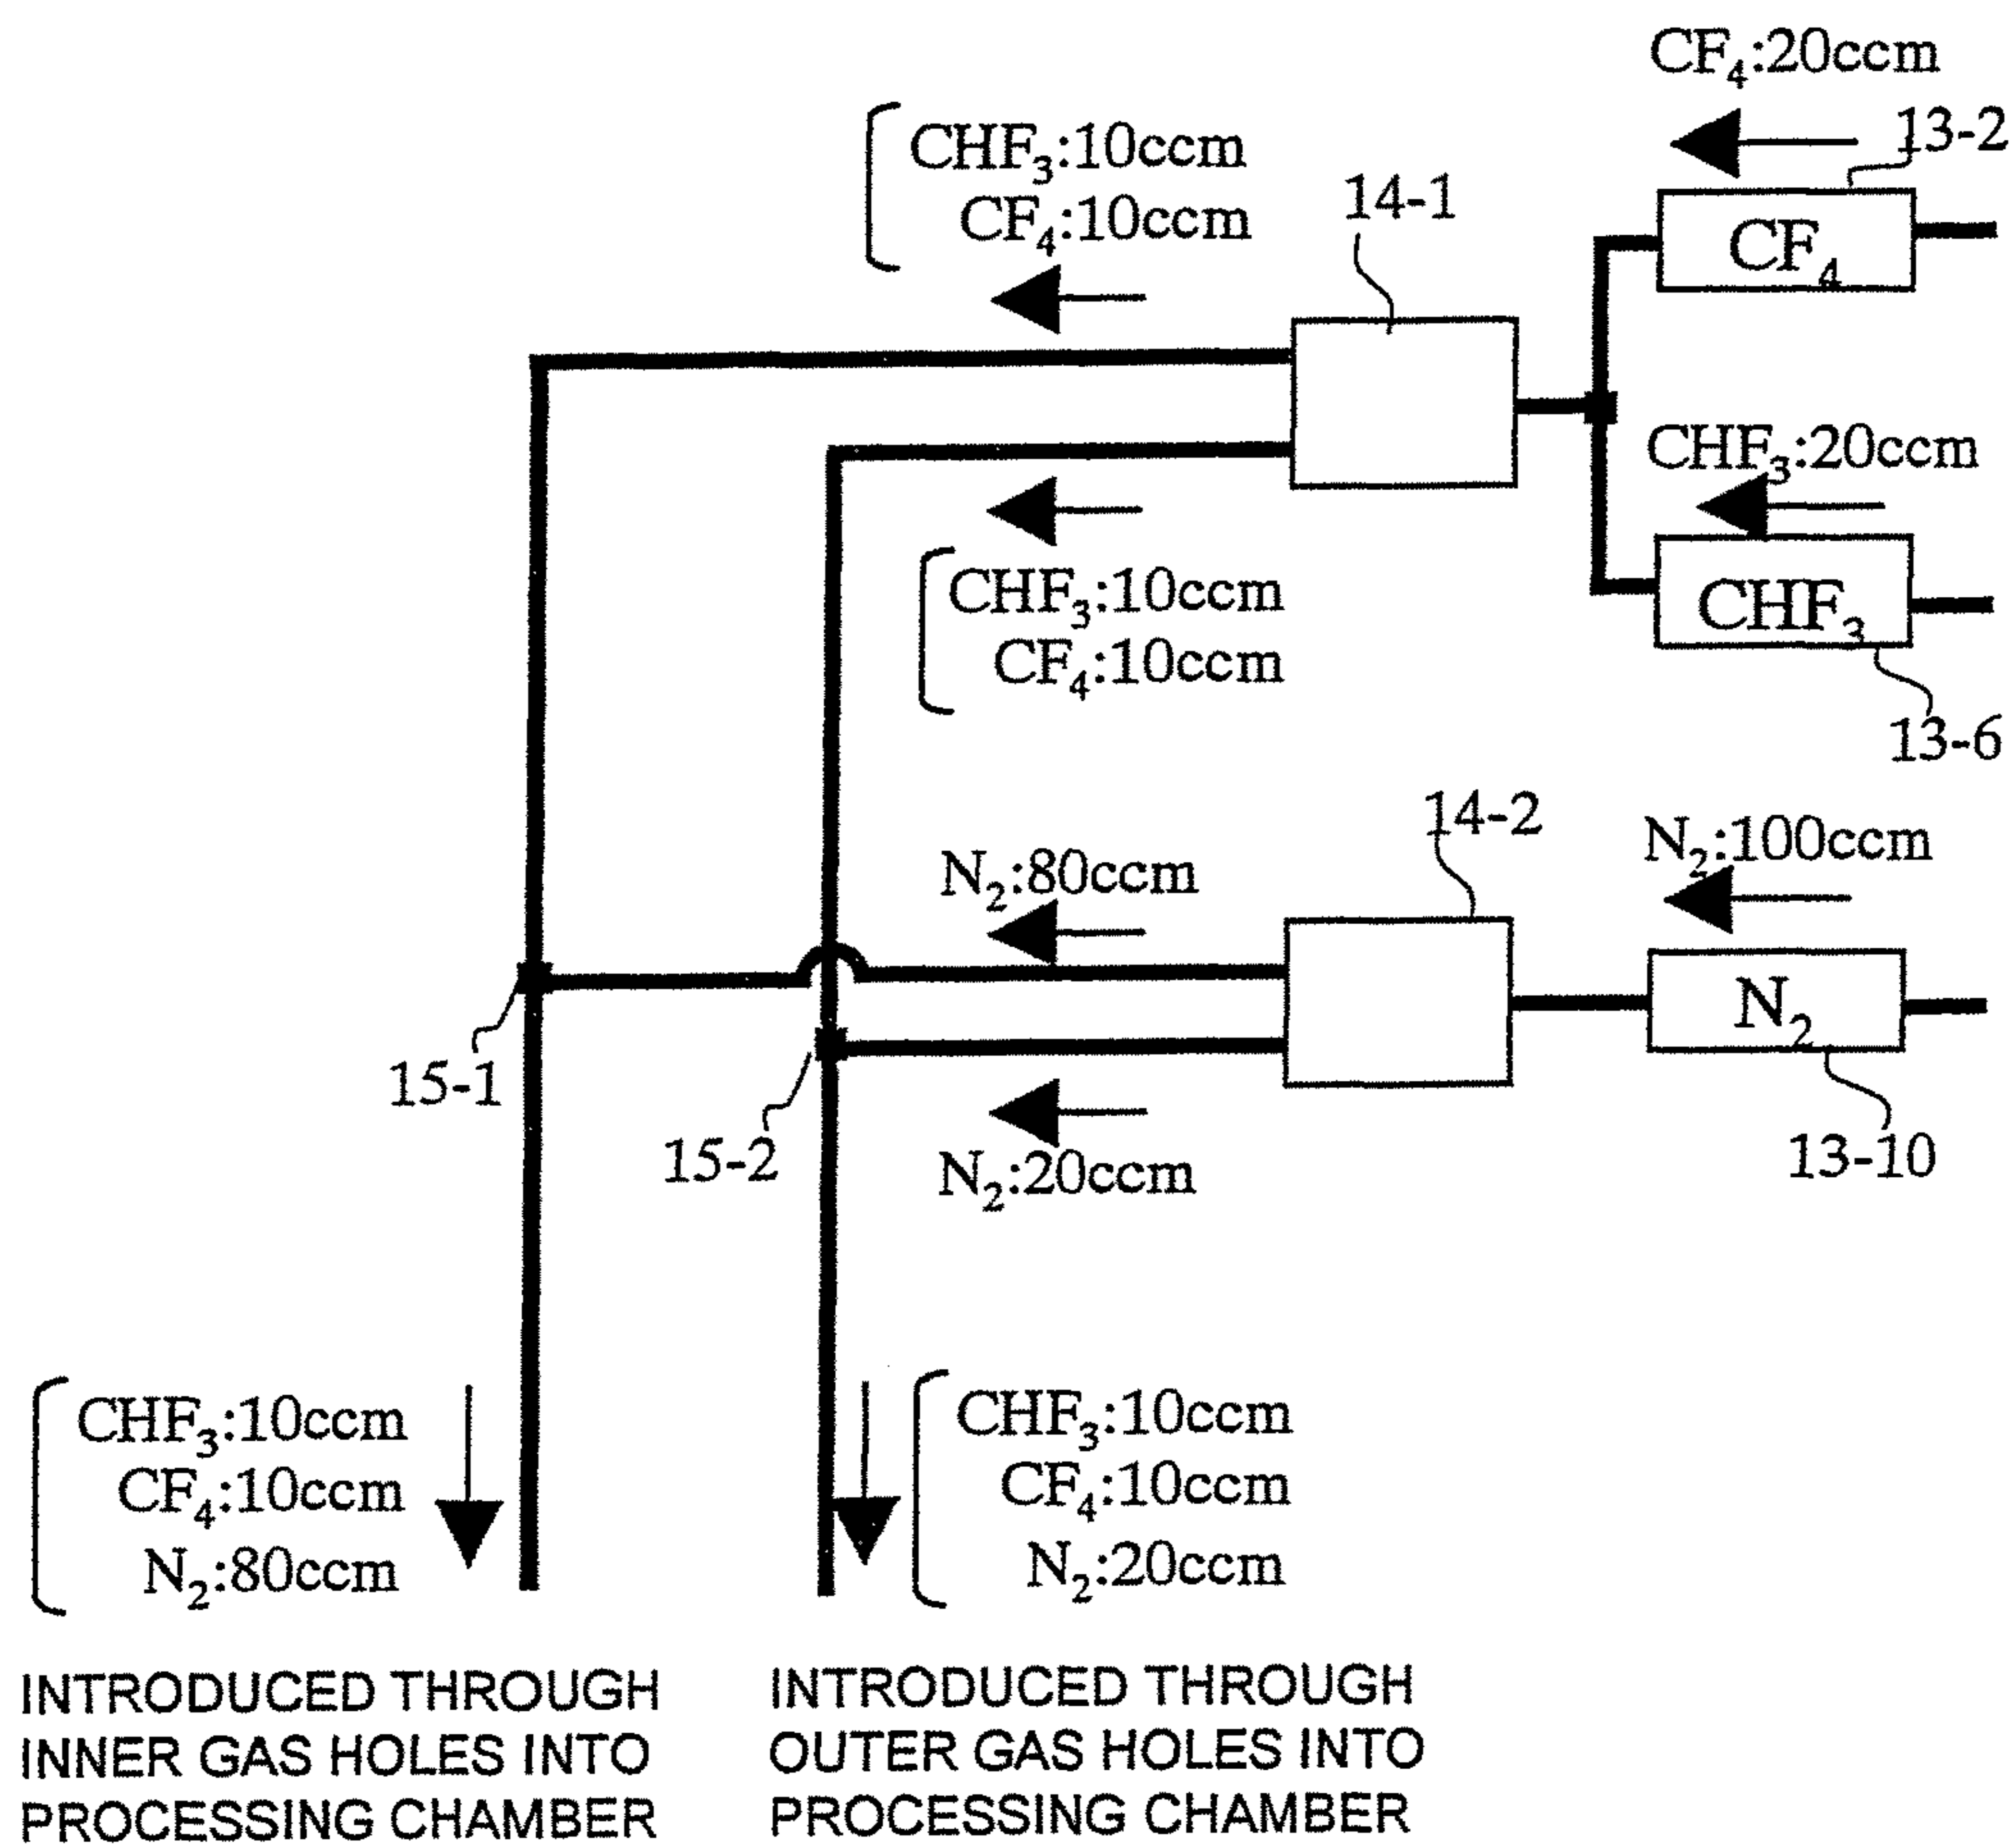 CF₄:20ccm
13-2
CHF₃:10ccm
CF₄:10ccm
14-1
CF₄
CHF₃:20ccm
CHF₃:10ccm
CF₄:10ccm
CHF₃
13-6
14-2
N₂:100ccm
N₂:80ccm
N₂
15-1
15-2
N₂:20ccm
13-10
CHF₃:10ccm
CF₄:10ccm
N₂:80ccm
CHF₃:10ccm
CF₄:10ccm
N₂:20ccm
INTRODUCED THROUGH
INNER GAS HOLES INTO
PROCESSING CHAMBER
INTRODUCED THROUGH
OUTER GAS HOLES INTO
PROCESSING CHAMBER